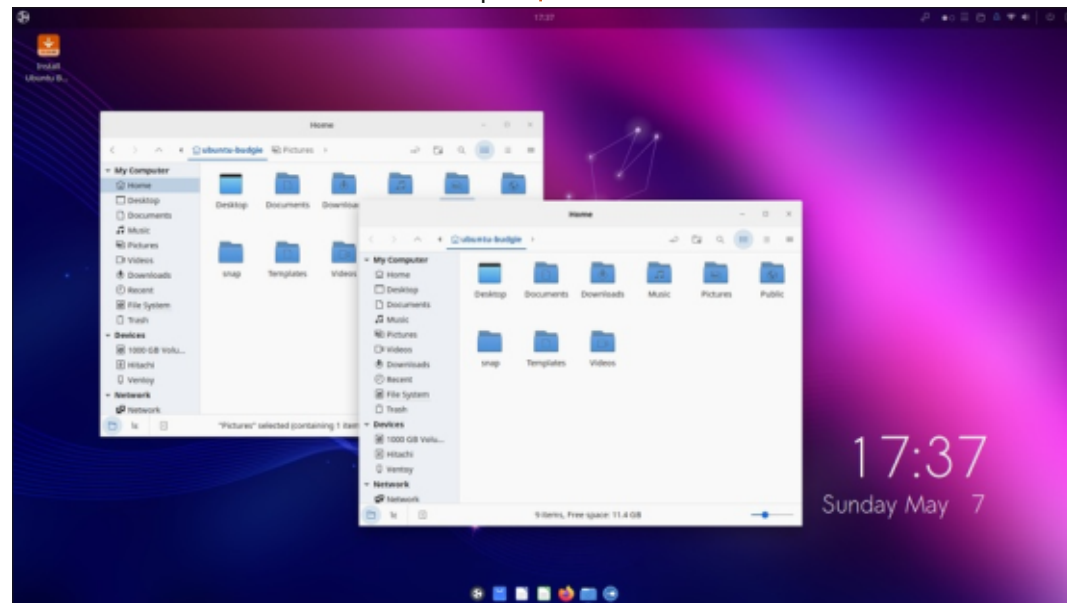 17:37
Install
Ubuntu B...
Home
ubuntu-budgie Pictures
My Computer
Home
Desktop
Documents
Music
Pictures
Videos
Downloads
Recent
File System
Trash
Devices
1000 GB Volu...
Hitachi
Ventoy
Network
Network
Desktop Documents Downloa
snap Templates Videos
"Pictures" selected (containing 1 item
Home
ubuntu-budgie
My Computer
Home
Desktop
Documents
Music
Pictures
Videos
Downloads
Recent
File System
Trash
Devices
1000 GB Volu...
Hitachi
Ventoy
Network
Network
Desktop Documents Downloads Music Pictures Public
snap Templates Videos
9 items, Free space: 11.4 GB
17:37
Sunday May 7